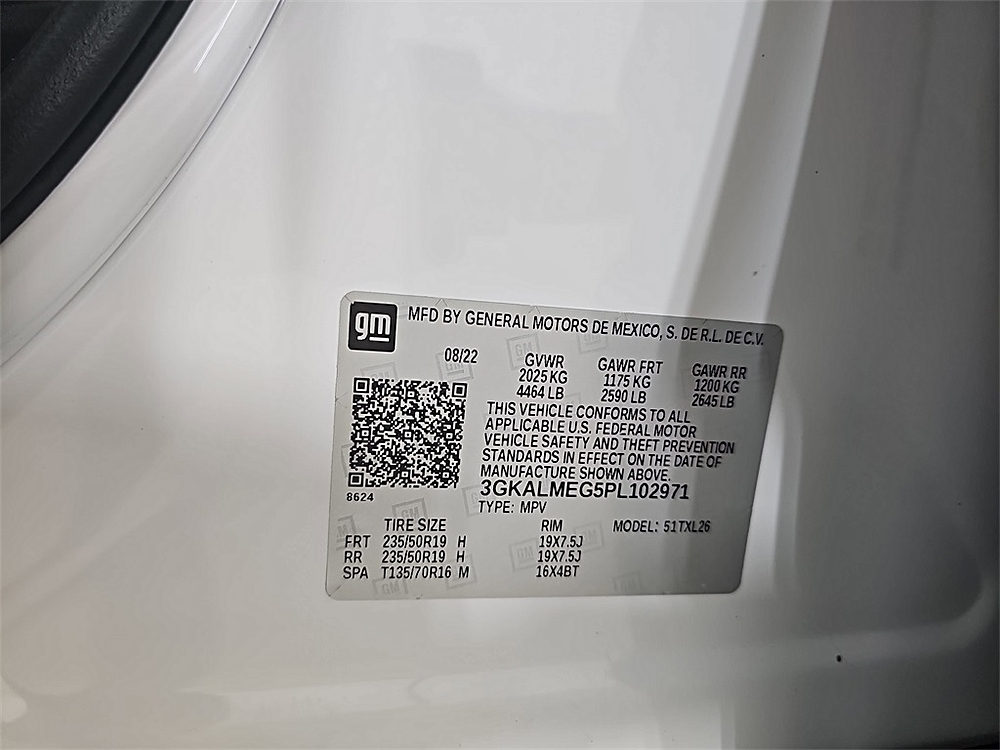 gm MFD BY GENERAL MOTORS DE MEXICO, S. DE R.L. DE C.V.
08/22 GVWR GAWR FRT GAWR RR
2025 KG 1175 KG 1200 KG
4464 LB 2590 LB 2645 LB
THIS VEHICLE CONFORMS TO ALL
APPLICABLE U.S. FEDERAL MOTOR
VEHICLE SAFETY AND THEFT PREVENTION
STANDARDS IN EFFECT ON THE DATE OF
MANUFACTURE SHOWN ABOVE.
3GKALMEG5PL102971
8624
TYPE: MPV
TIRE SIZE RIM MODEL: 51TXL26
FRT 235/50R19 H 19X7.5J
RR 235/50R19 H 19X7.5J
SPA T135/70R16 M 16X4BT